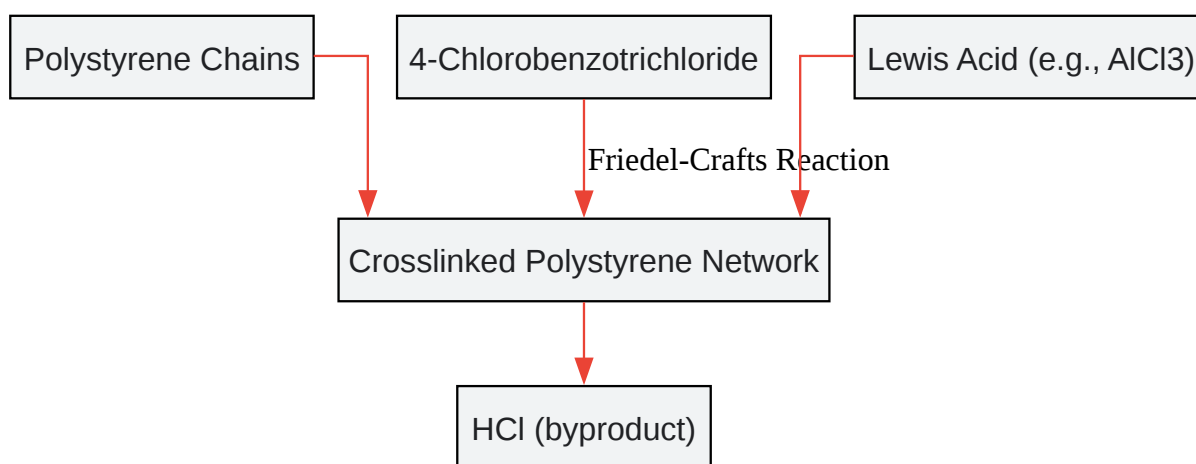 Polystyrene Chains
4-Chlorobenzotrichloride
Lewis Acid (e.g., AlCl3)
Friedel-Crafts Reaction
Crosslinked Polystyrene Network
HCl (byproduct)